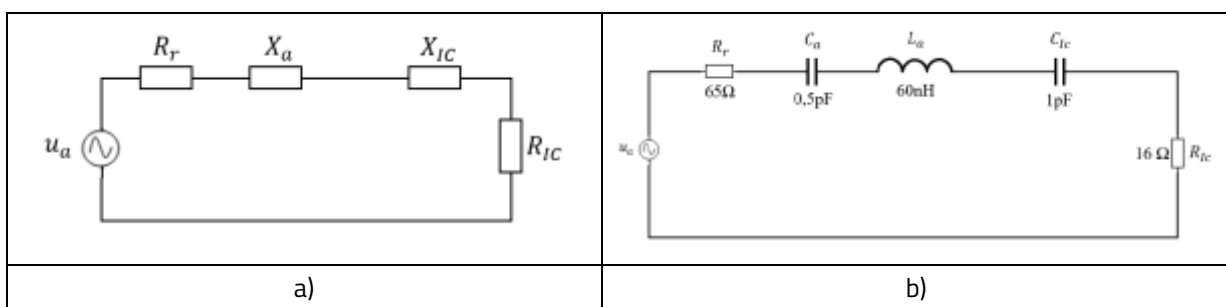 R_r X_a X_IC
u_a R_IC
a)
R_r C_a L_a C_Ic
65Ω 0,5pF 60nH 1pF
u_a 16 Ω R_Ic
b)